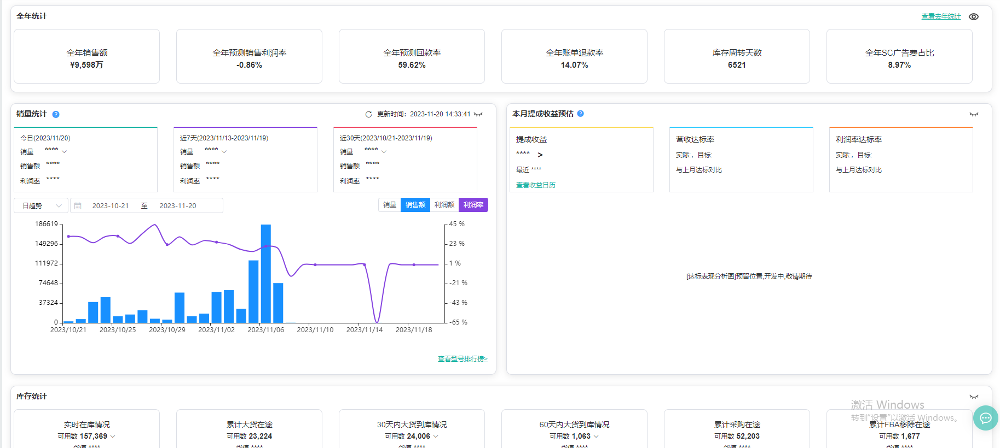 全年统计
查看去年统计
全年销售额
¥9,598万
全年预测销售利润率
-0.86%
全年预测回款率
59.62%
全年账单退款率
14.07%
库存周转天数
6521
全年SC广告费占比
8.97%
销量统计
更新时间：2023-11-20 14:33:41
今日(2023/11/20)
销量 ****
销售额 ****
利润率 ****
近7天(2023/11/13-2023/11/19)
销量 ****
销售额 ****
利润率 ****
近30天(2023/10/21-2023/11/19)
销量 ****
销售额 ****
利润率 ****
日趋势
2023-10-21 至 2023-11-20
销量 销售额 利润额 利润率
186619
149296
111972
74648
37324
0
45 %
23 %
1 %
-21 %
-43 %
-65 %
2023/10/21 2023/10/25 2023/10/29 2023/11/02 2023/11/06 2023/11/10 2023/11/14 2023/11/18
查看型号排行榜>
本月提成收益预估
提成收益
**** >
最近 ****
查看收益日历
营收达标率
实际:，目标:
与上月达标对比
利润率达标率
实际:，目标:
与上月达标对比
[达标表现分析图]预留位置,开发中,敬请期待
库存统计
实时在库情况
可用数 157,369
货值 ****
累计大货在途
可用数 23,224
货值 ****
30天内大货到库情况
可用数 24,006
货值 ****
60天内大货到库情况
可用数 1,063
货值 ****
累计采购在途
可用数 52,203
货值 ****
累计FBA移除在途
可用数 1,677
货值 ****
激活 Windows
转到“设置”以激活 Windows。